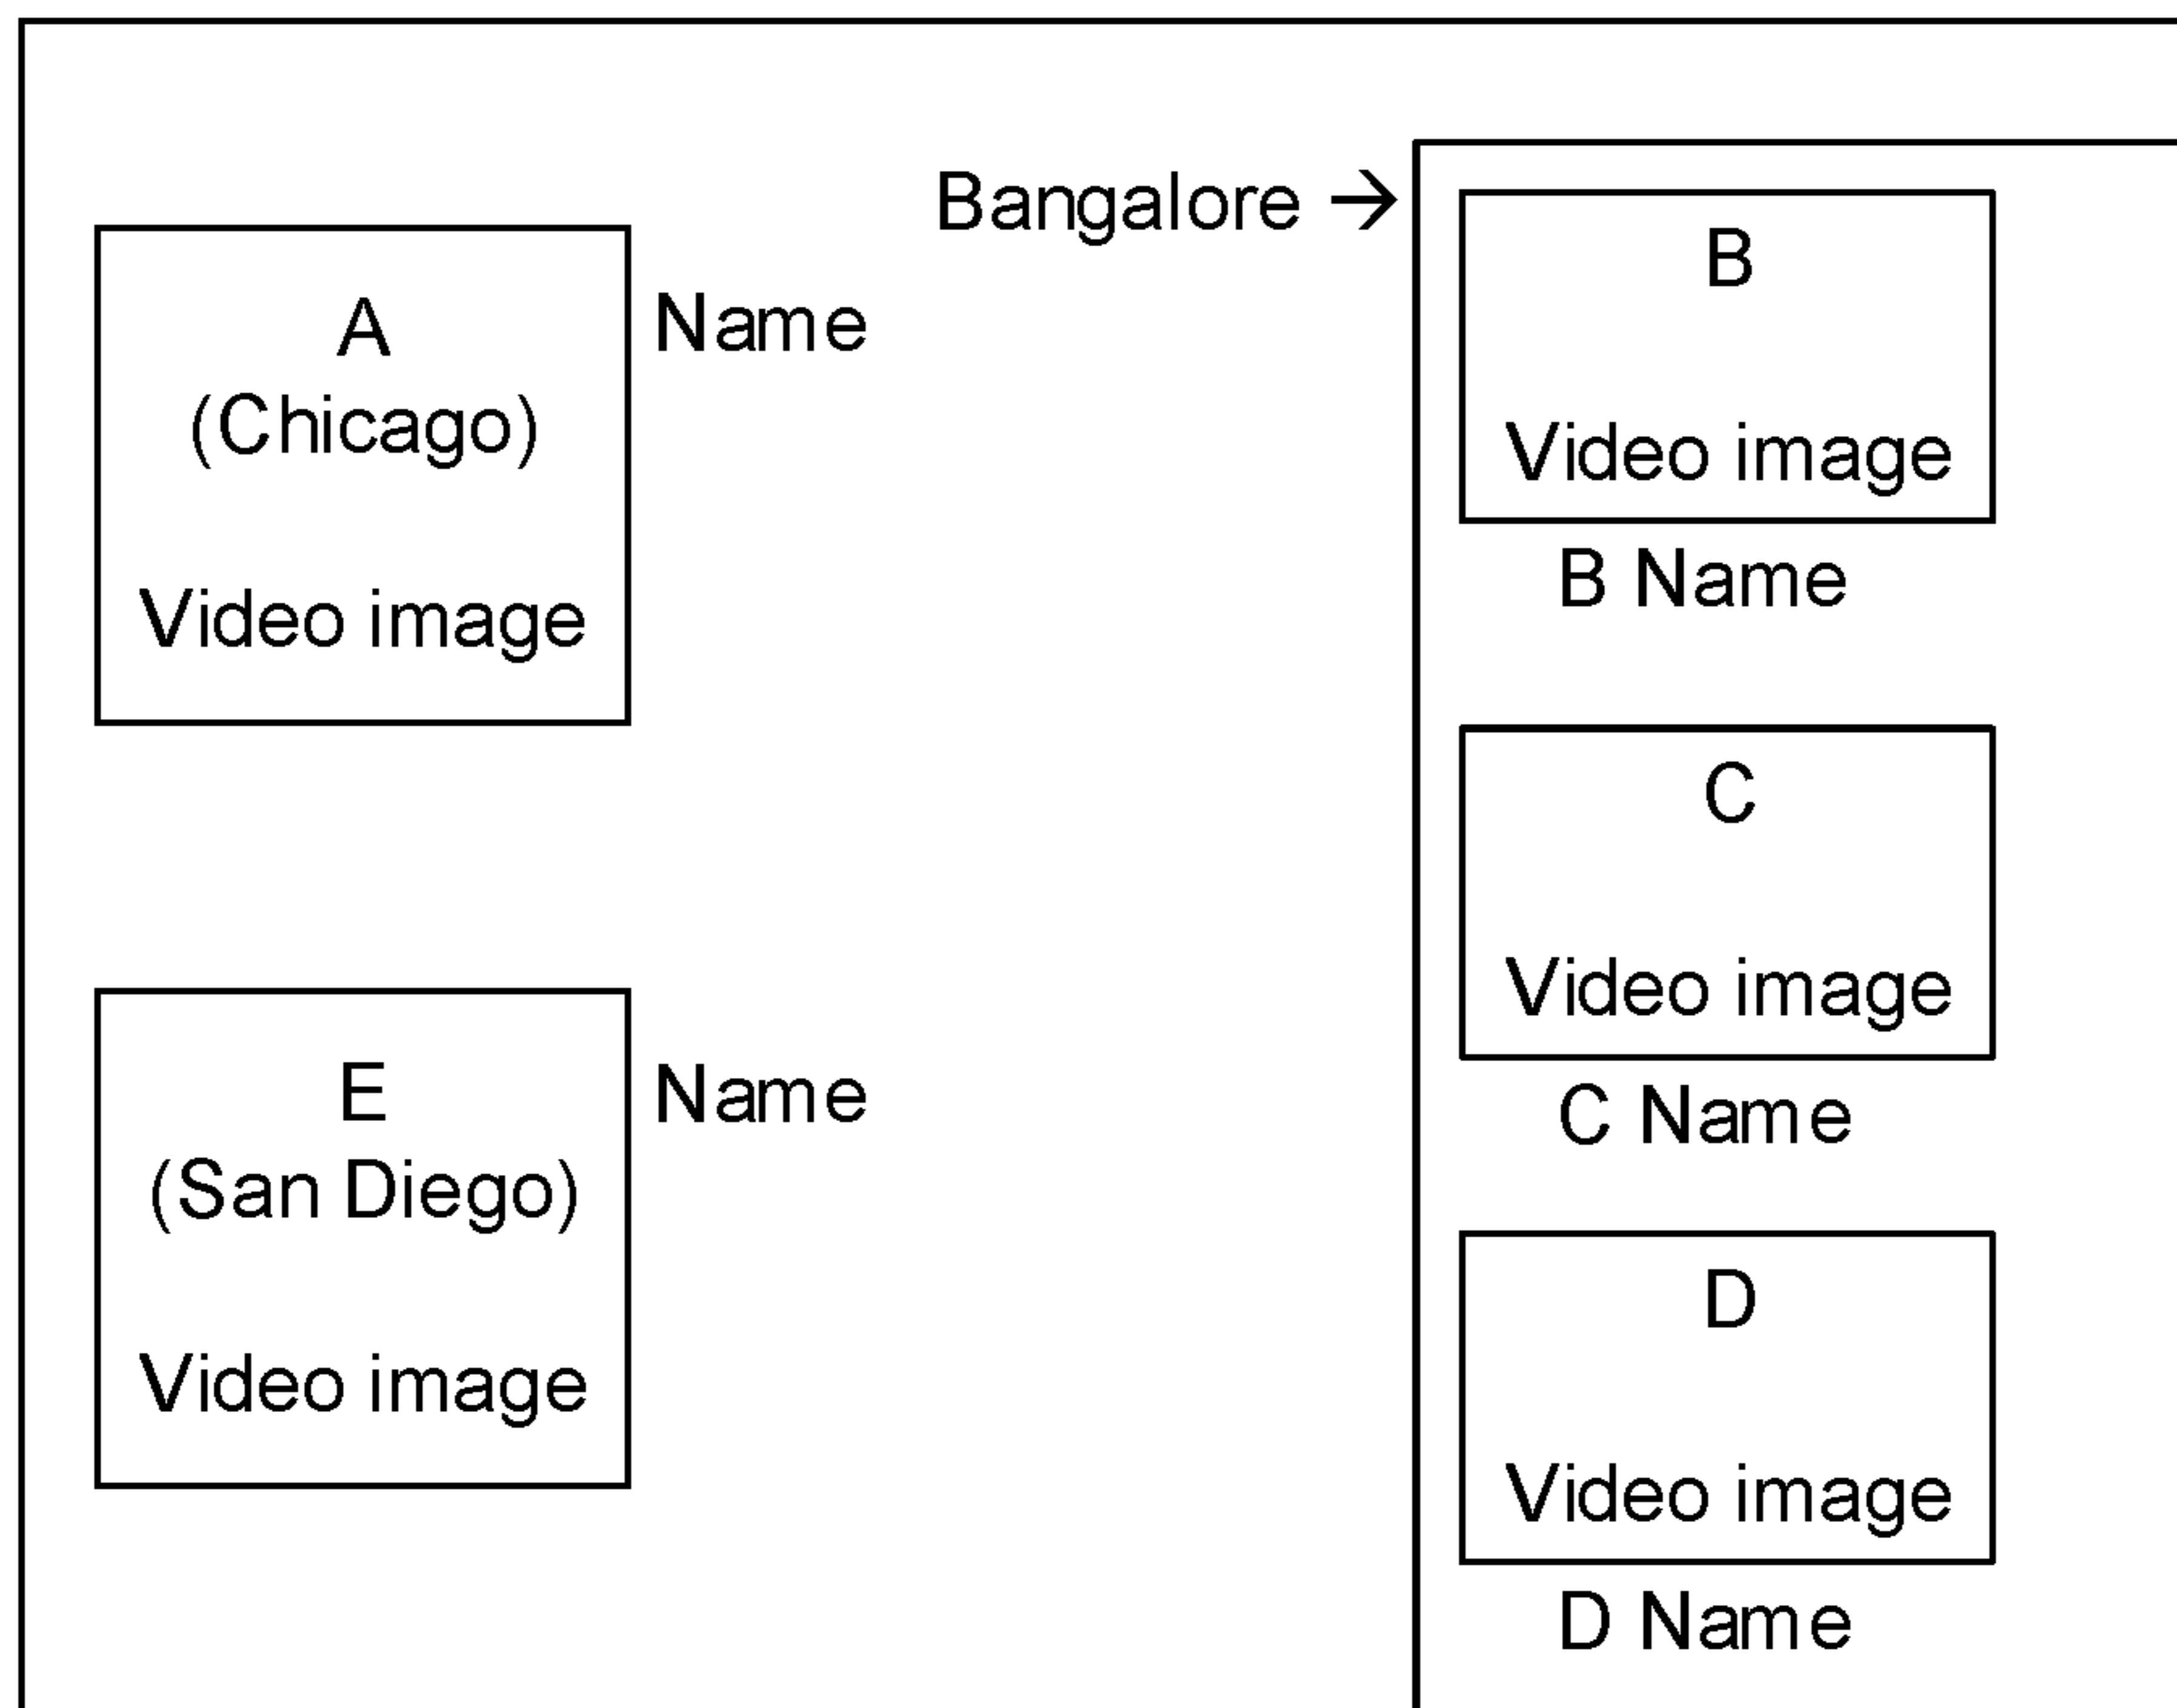 A
(Chicago)
Video image
Name
E
(San Diego)
Video image
Name
Bangalore →
B
Video image
B Name
C
Video image
C Name
D
Video image
D Name